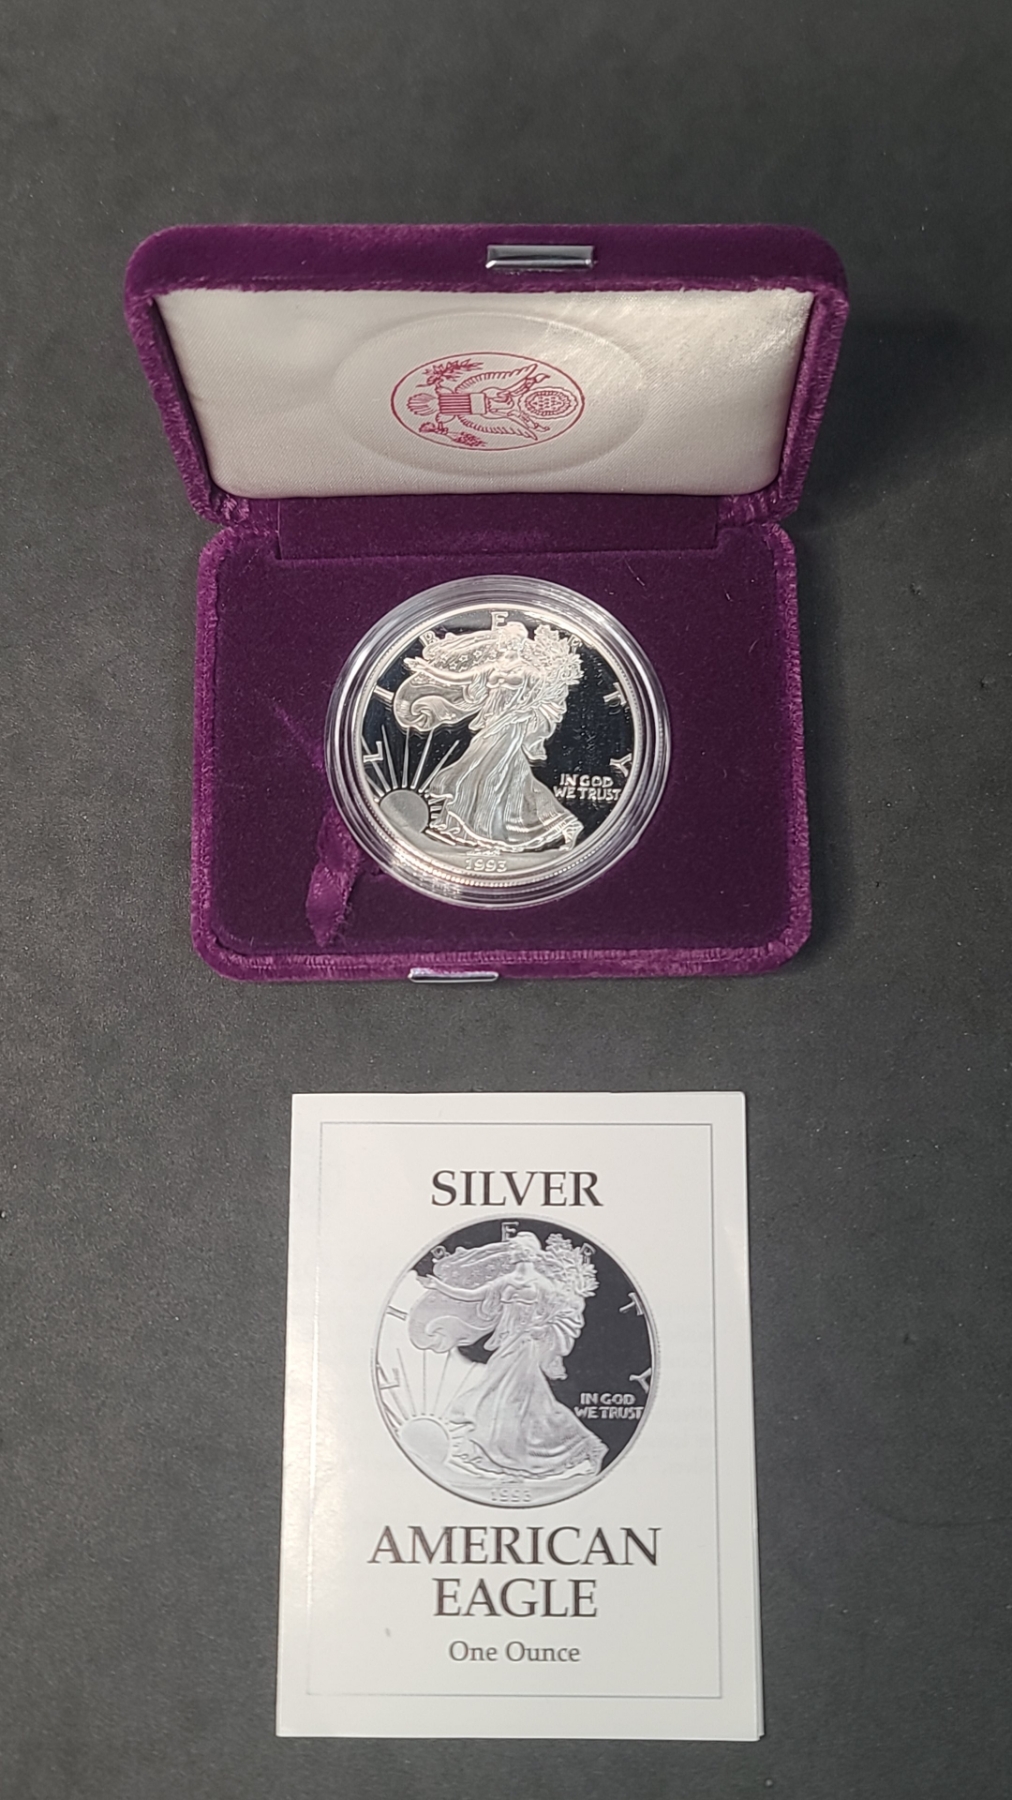 LIBERTY
IN GOD
WE TRUST
1993
SILVER
LIBERTY
IN GOD
WE TRUST
1993
AMERICAN
EAGLE
One Ounce